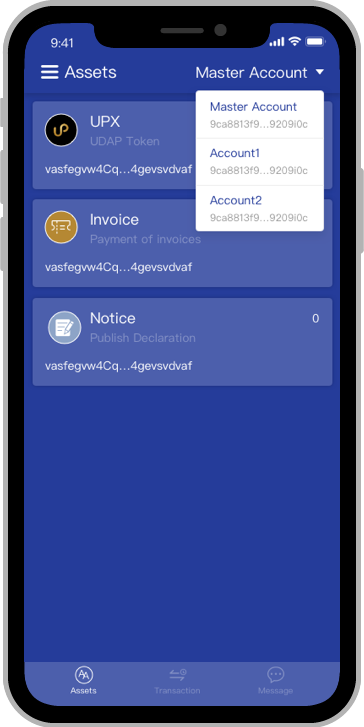 9:41
Assets
Master Account
Master Account
9ca8813f9...9209i0c
Account1
9ca8813f9...9209i0c
Account2
9ca8813f9...9209i0c
UPX
UDAP Token
vasfegvw4Cq...4gevsvdvaf
Invoice
Payment of invoices
vasfegvw4Cq...4gevsvdvaf
Notice
0
Publish Declaration
vasfegvw4Cq...4gevsvdvaf
Assets
Transaction
Message